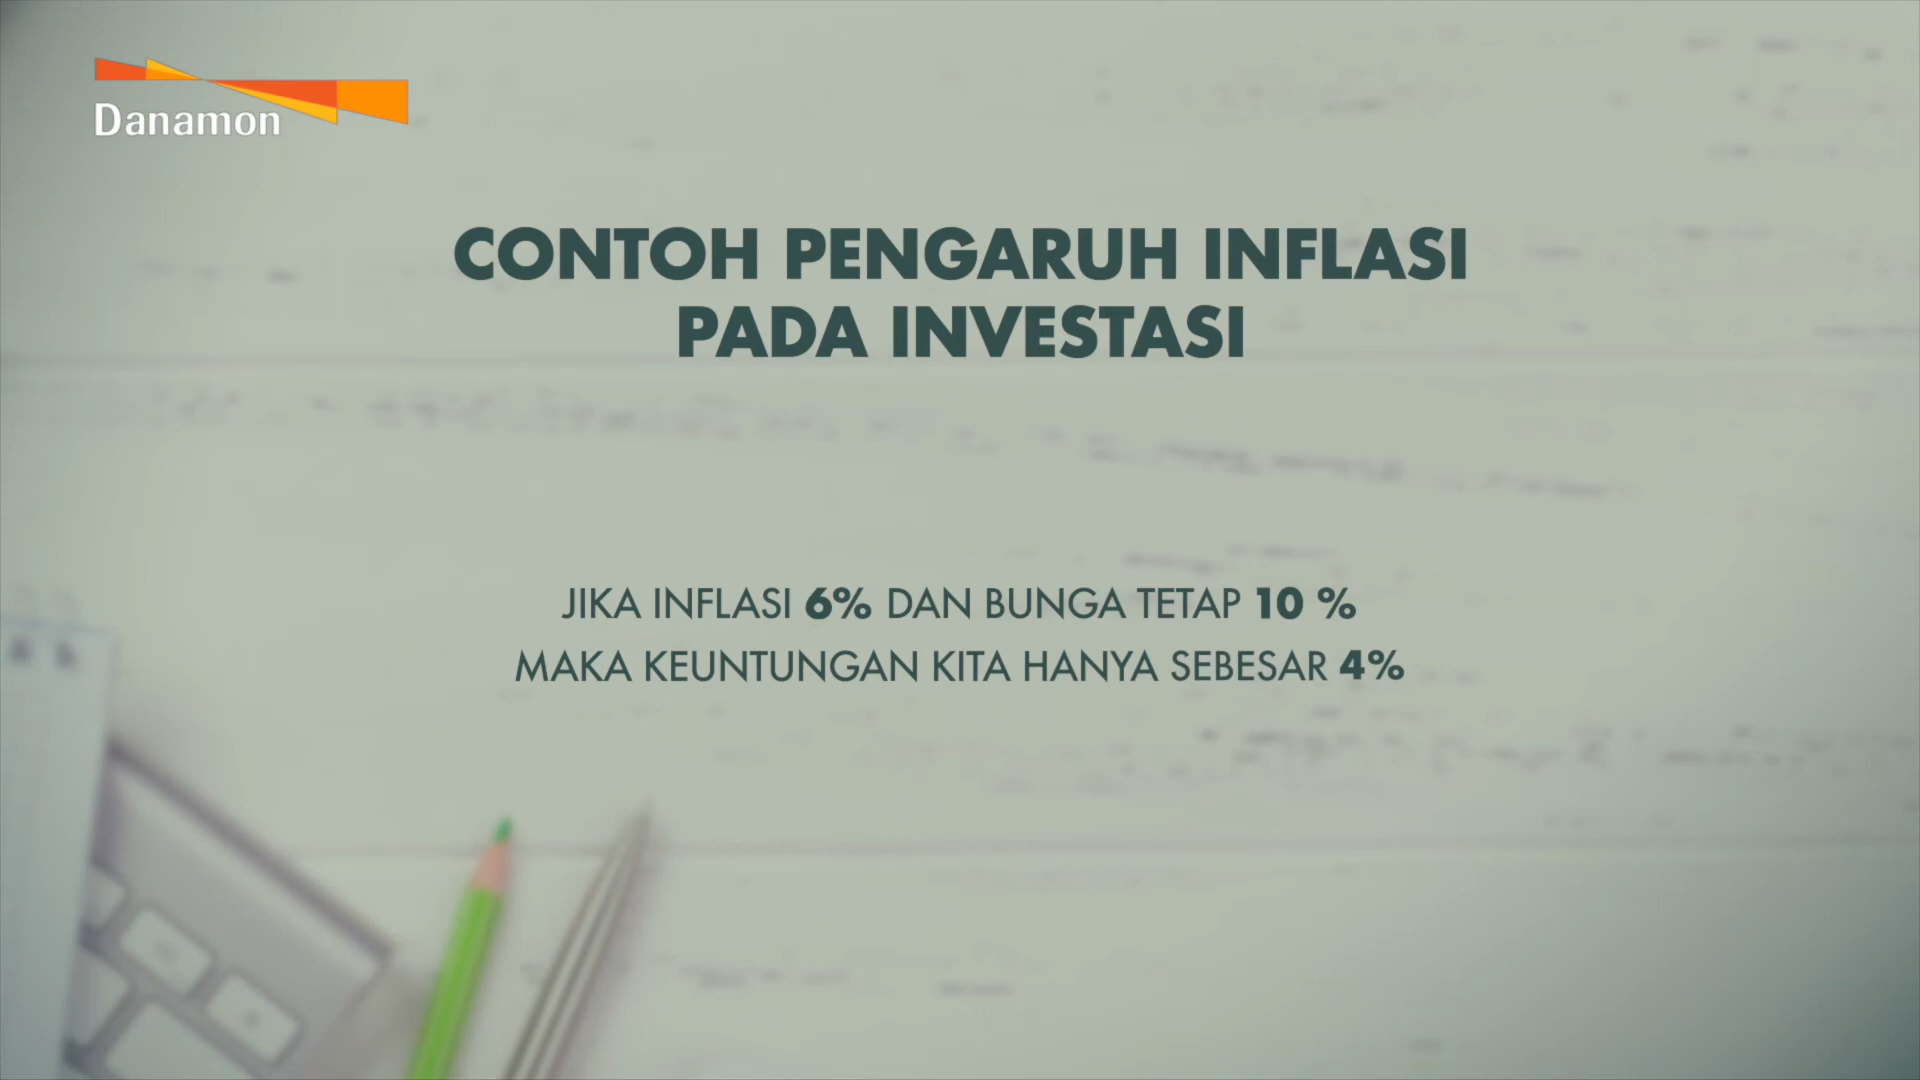 Danamon
CONTOH PENGARUH INFLASI
PADA INVESTASI
JIKA INFLASI 6% DAN BUNGA TETAP 10 %
MAKA KEUNTUNGAN KITA HANYA SEBESAR 4%